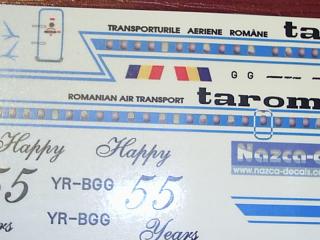 TRANSPORTURILE AERIENE ROMÂNE ta
G G
ROMANIAN AIR TRANSPORT tarom
Happy Happy
55 YR-BGG 55
YR-BGG
Years
Nazca-d
www.nazca-decals.co